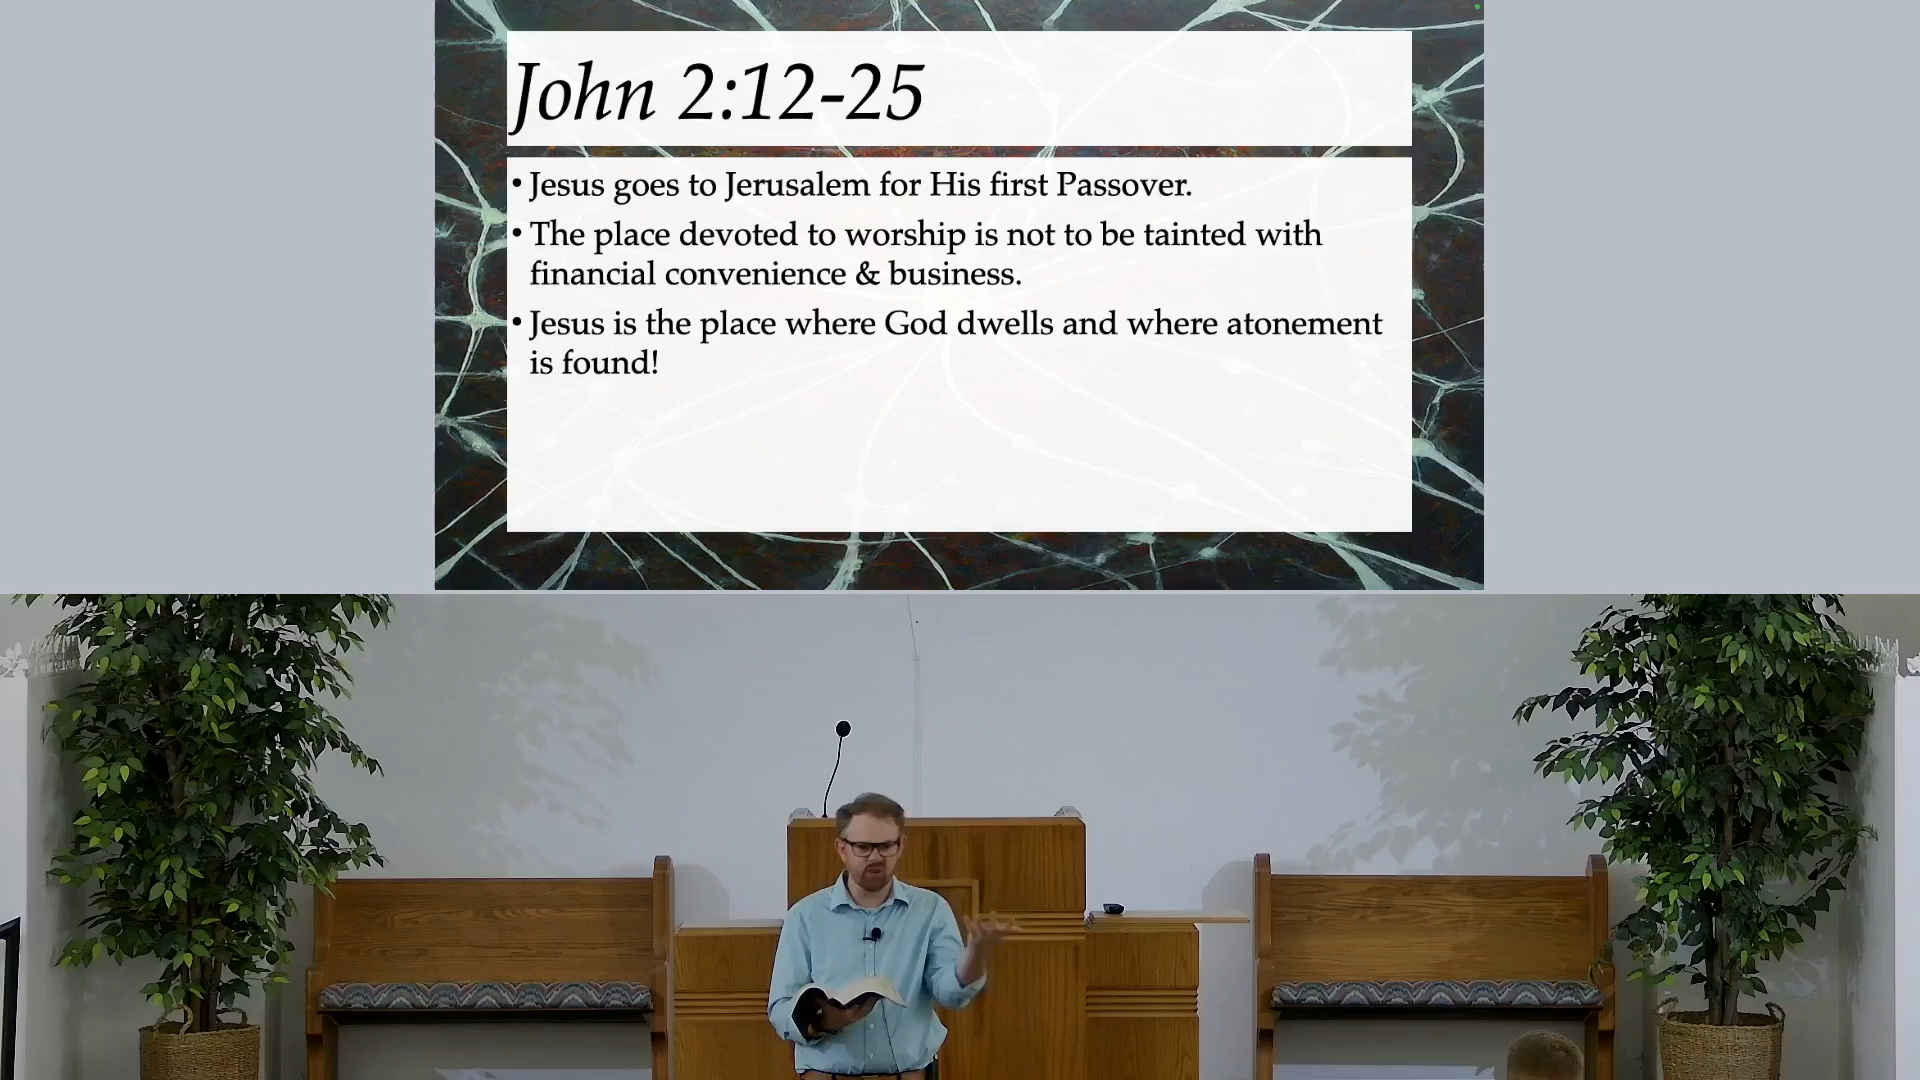 John 2:12-25
• Jesus goes to Jerusalem for His first Passover.
• The place devoted to worship is not to be tainted with
financial convenience & business.
• Jesus is the place where God dwells and where atonement
is found!